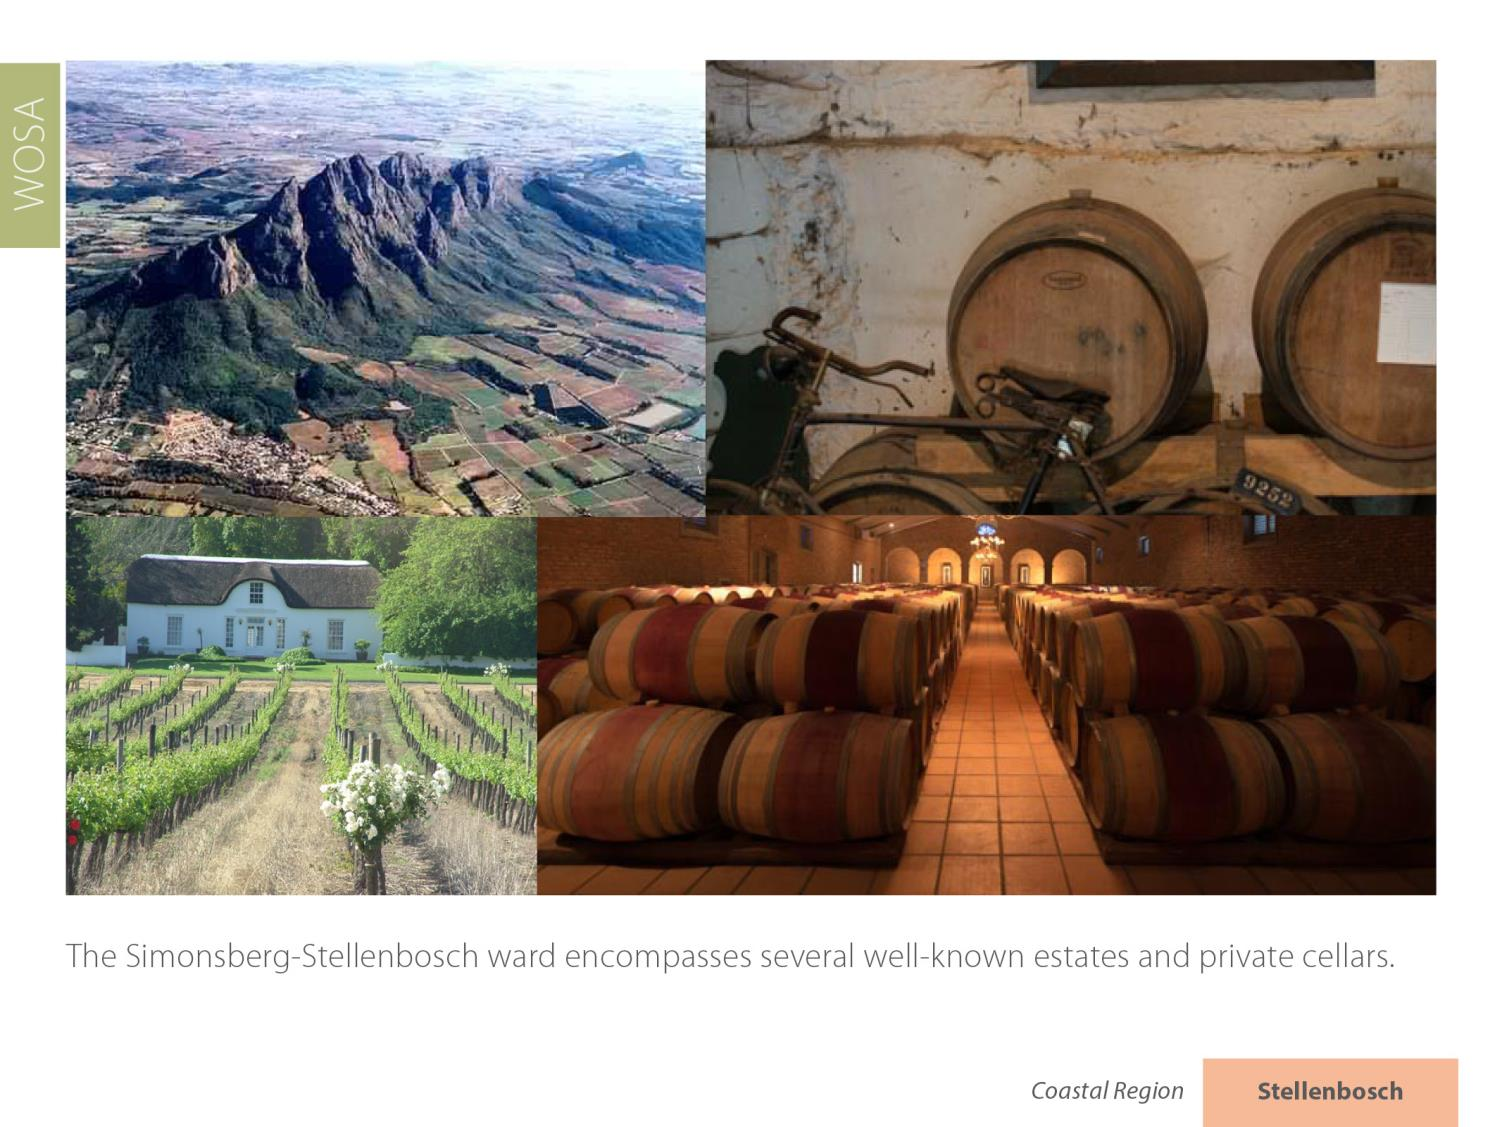 WOSA
9252
The Simonsberg-Stellenbosch ward encompasses several well-known estates and private cellars.
Coastal Region
Stellenbosch